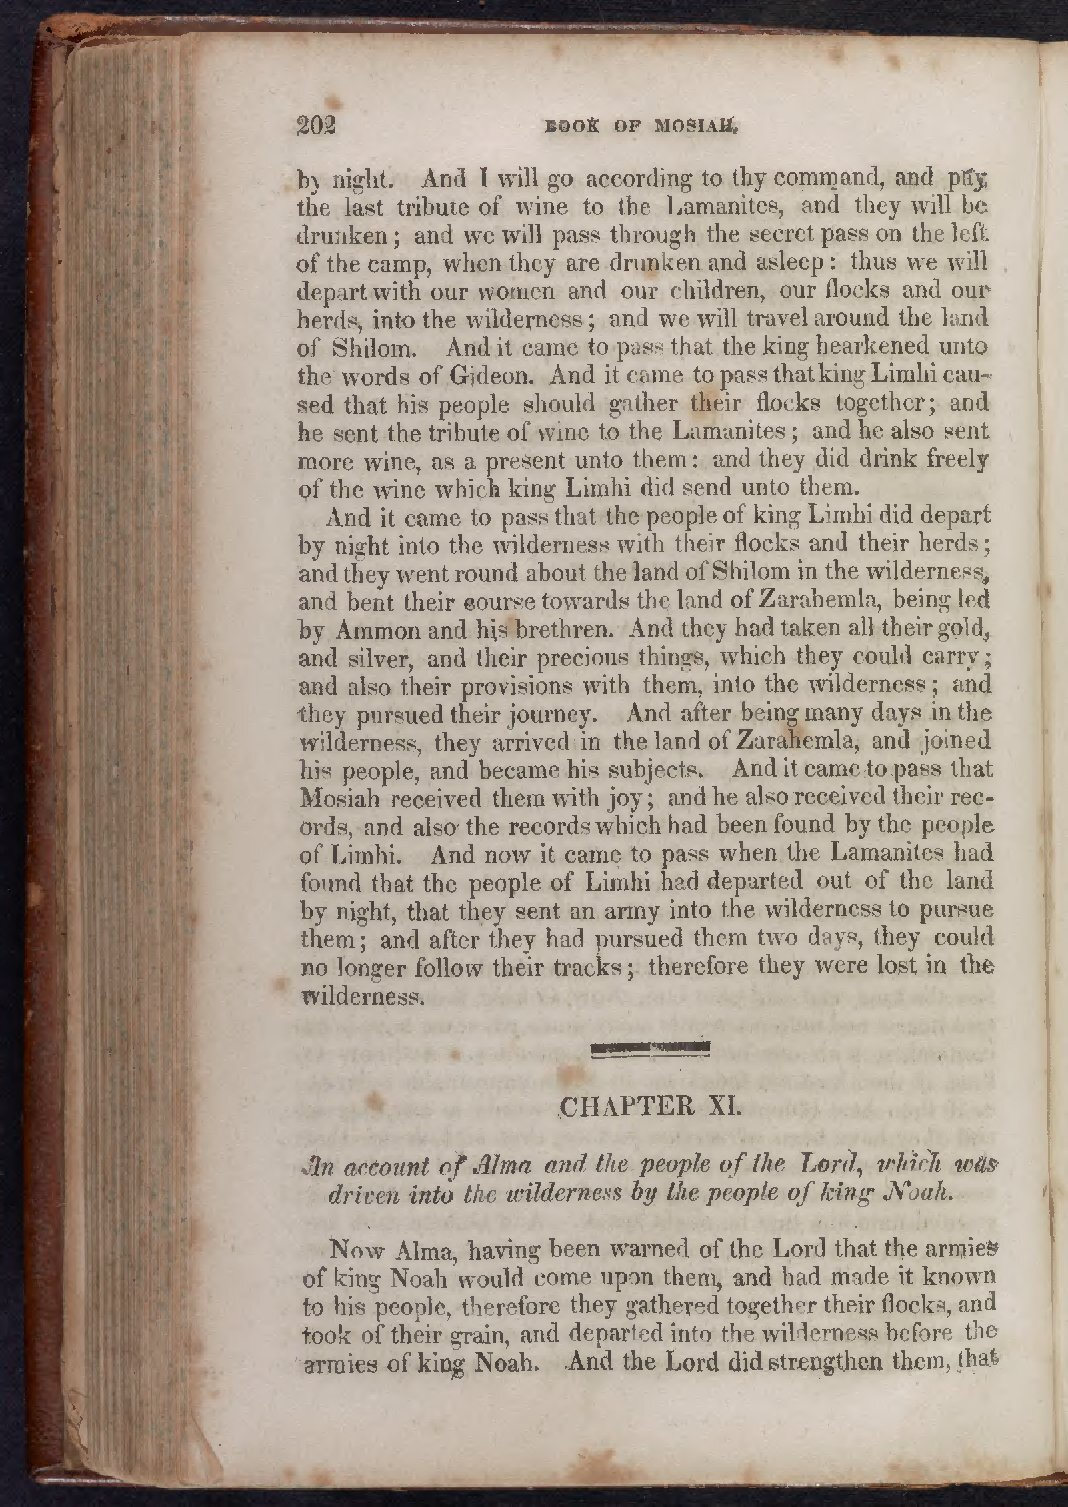 202 BOOK OF MOSIAH.
by night. And I will go according to thy command, and pay
the last tribute of wine to the Lamanites, and they will be
drunken; and we will pass through the secret pass on the left
of the camp, when they are drunken and asleep: thus we will
depart with our women and our children, our flocks and our
herds, into the wilderness; and we will travel around the land
of Shilom. And it came to pass that the king hearkened unto
the words of Gideon. And it came to pass that king Limhi cau-
sed that his people should gather their flocks together; and
he sent the tribute of wine to the Lamanites; and he also sent
more wine, as a present unto them: and they did drink freely
of the wine which king Limhi did send unto them.
And it came to pass that the people of king Limhi did depart
by night into the wilderness with their flocks and their herds;
and they went round about the land of Shilom in the wilderness,
and bent their course towards the land of Zarahemla, being led
by Ammon and his brethren. And they had taken all their gold,
and silver, and their precious things, which they could carry;
and also their provisions with them, into the wilderness; and
they pursued their journey. And after being many days in the
wilderness, they arrived in the land of Zarahemla, and joined
his people, and became his subjects. And it came to pass that
Mosiah received them with joy; and he also received their rec-
ords, and also the records which had been found by the people
of Limhi. And now it came to pass when the Lamanites had
found that the people of Limhi had departed out of the land
by night, that they sent an army into the wilderness to pursue
them; and after they had pursued them two days, they could
no longer follow their tracks; therefore they were lost in the
wilderness.
CHAPTER XI.
An account of Alma and the people of the Lord, which was
driven into the wilderness by the people of king Noah.
Now Alma, having been warned of the Lord that the armies
of king Noah would come upon them, and had made it known
to his people, therefore they gathered together their flocks, and
took of their grain, and departed into the wilderness before the
armies of king Noah. And the Lord did strengthen them, that